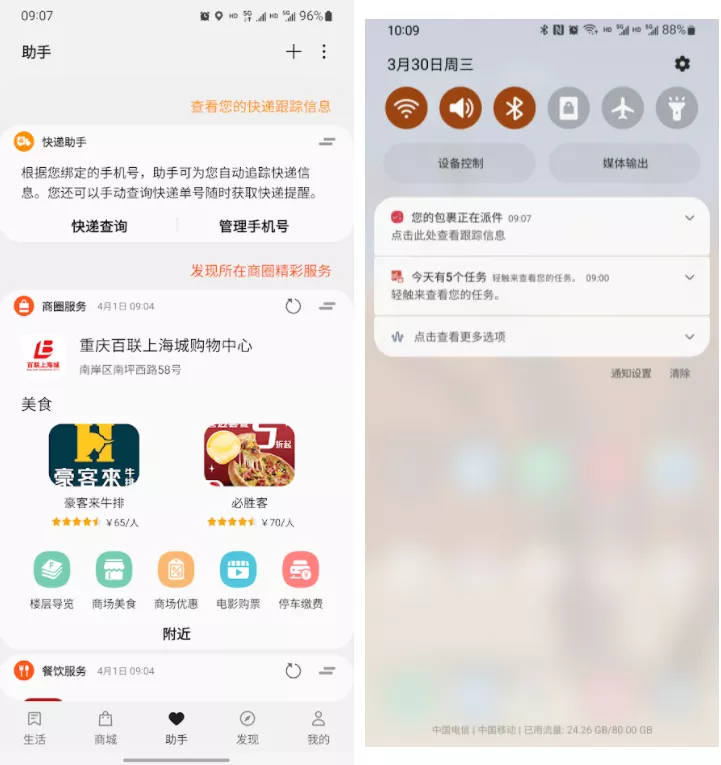 09:07
HD 5G HD 5G 96%
助手
查看您的快递跟踪信息
快递助手
根据您绑定的手机号，助手可为您自动追踪快递信
息。您还可以手动查询快递单号随时获取快递提醒。
快递查询
管理手机号
发现所在商圈精彩服务
商圈服务 4月1日 09:04
百联上海城
重庆百联上海城购物中心
南岸区南坪西路58号
美食
豪客來牛排
5折起
豪客来牛排
必胜客
￥65/人
￥70/人
楼层导览
商场美食
商场优惠
电影购票
停车缴费
附近
餐饮服务 4月1日 09:04
生活
商城
助手
发现
我的
10:09
HD 5G HD 5G 88%
3月30日周三
设备控制
媒体输出
您的包裹正在派件 09:07
点击此处查看跟踪信息
今天有5个任务 轻触来查看您的任务。 09:00
轻触来查看您的任务。
点击查看更多选项
通知设置
清除
中国电信 | 中国移动 | 已用流量: 24.26 GB/80.00 GB